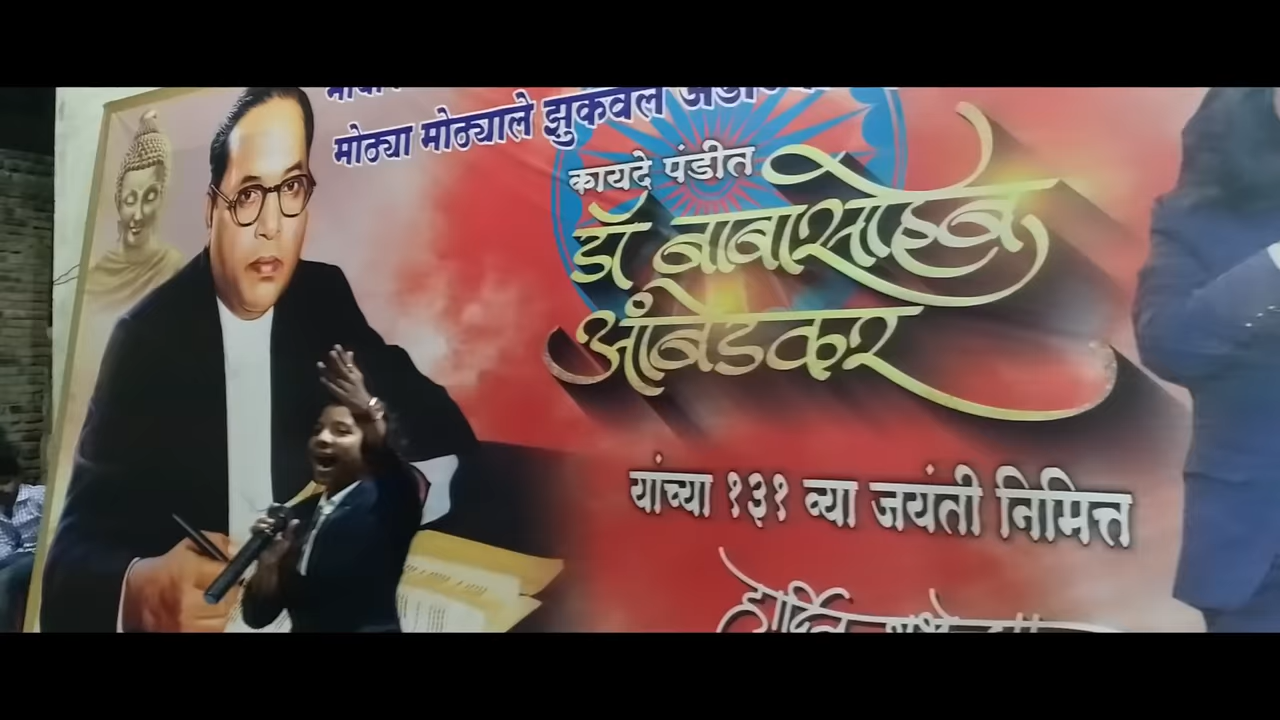 मोठ्या मोठ्याले झुकवलं
कायदे पंडीत
डॉ बाबासाहेब
आंबेडकर
यांच्या १३१ व्या जयंती निमित्त
हार्दिक